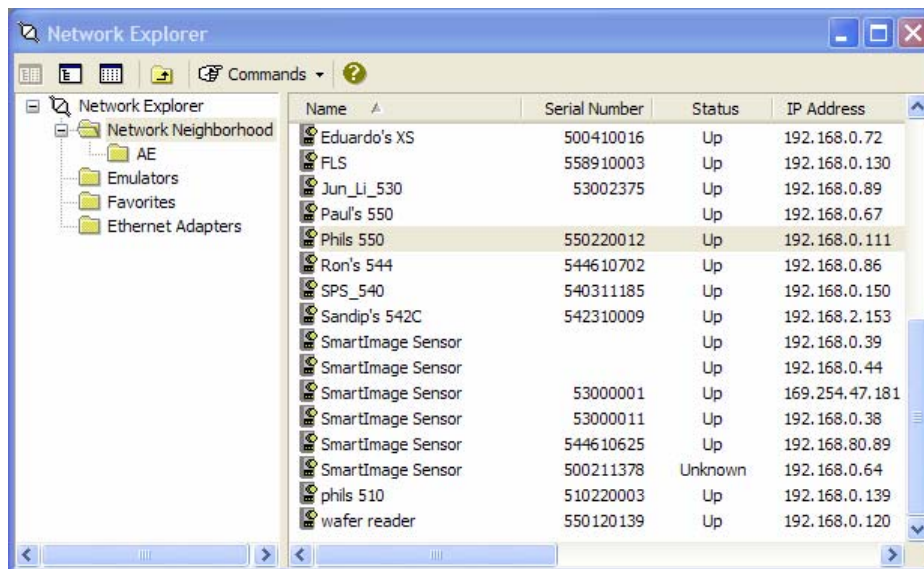 Network Explorer
Commands
Network Explorer
Network Neighborhood
AE
Emulators
Favorites
Ethernet Adapters
Name Serial Number Status IP Address
Eduardo's XS 500410016 Up 192.168.0.72
FLS 558910003 Up 192.168.0.130
Jun_Li_530 53002375 Up 192.168.0.89
Paul's 550 Up 192.168.0.67
Phils 550 550220012 Up 192.168.0.111
Ron's 544 544610702 Up 192.168.0.86
SPS_540 540311185 Up 192.168.0.150
Sandip's 542C 542310009 Up 192.168.2.153
SmartImage Sensor Up 192.168.0.39
SmartImage Sensor Up 192.168.0.44
SmartImage Sensor 53000001 Up 169.254.47.181
SmartImage Sensor 53000011 Up 192.168.0.38
SmartImage Sensor 544610625 Up 192.168.80.89
SmartImage Sensor 500211378 Unknown 192.168.0.64
phils 510 510220003 Up 192.168.0.139
wafer reader 550120139 Up 192.168.0.120